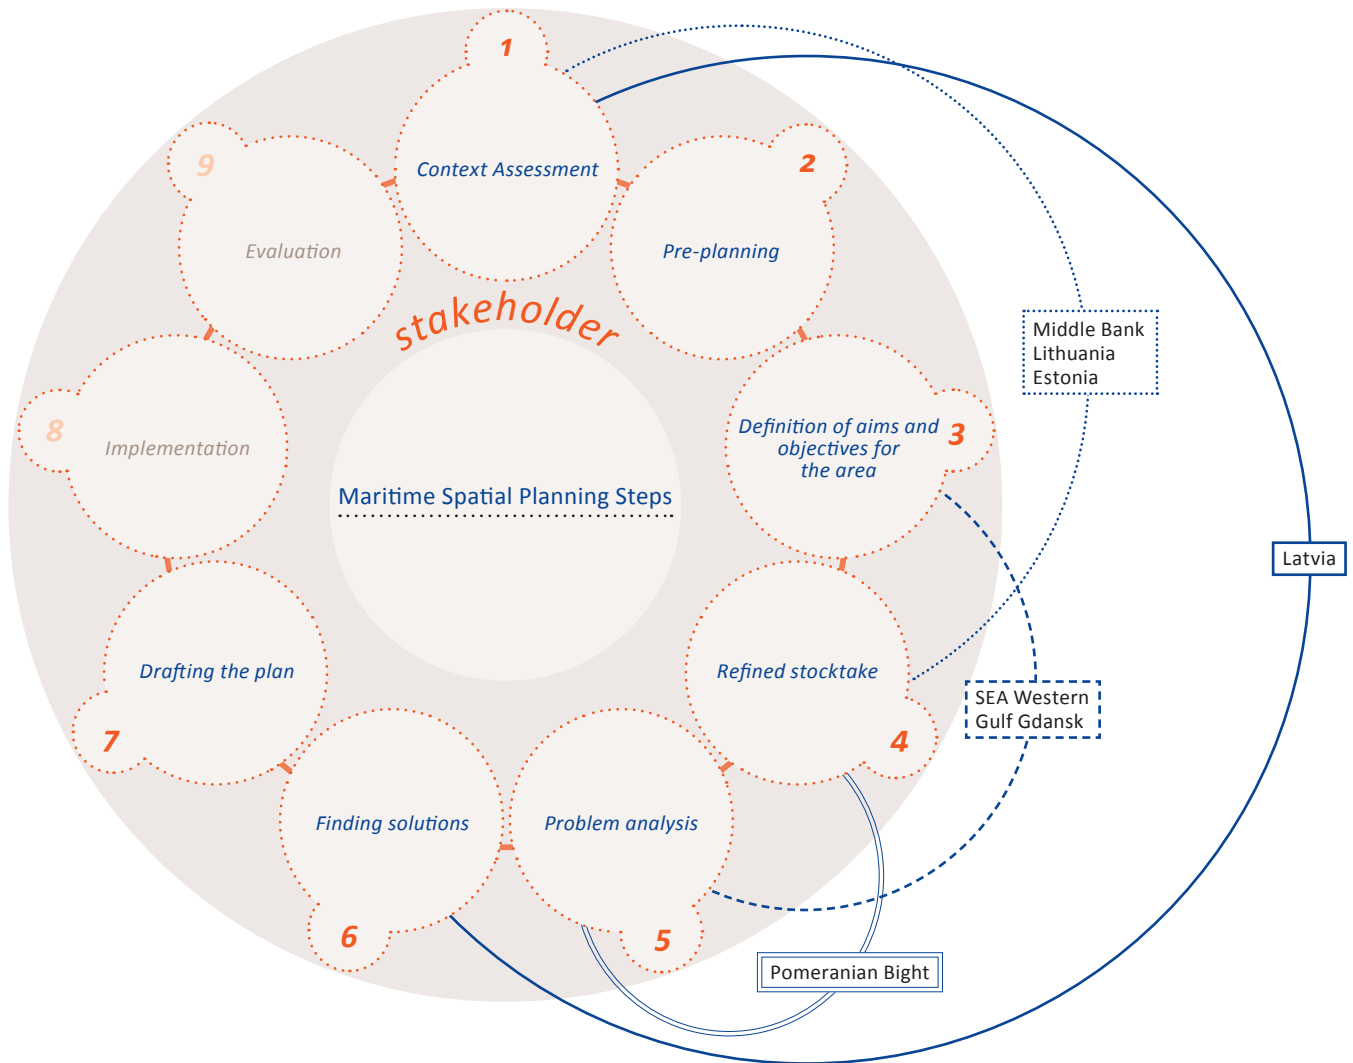 1
Context Assessment
2
Pre-planning
3
Definition of aims and
objectives for
the area
4
Refined stocktake
5
Problem analysis
6
Finding solutions
7
Drafting the plan
8
Implementation
9
Evaluation
stakeholder
Maritime Spatial Planning Steps
Middle Bank
Lithuania
Estonia
Latvia
SEA Western
Gulf Gdansk
Pomeranian Bight